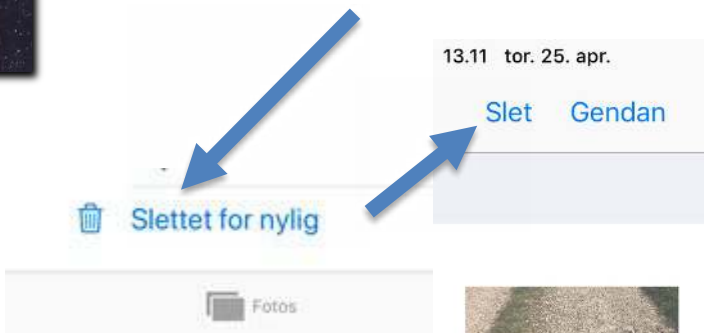 13.11 tor. 25. apr.
Slet Gendan
Slettet for nylig
Fotos